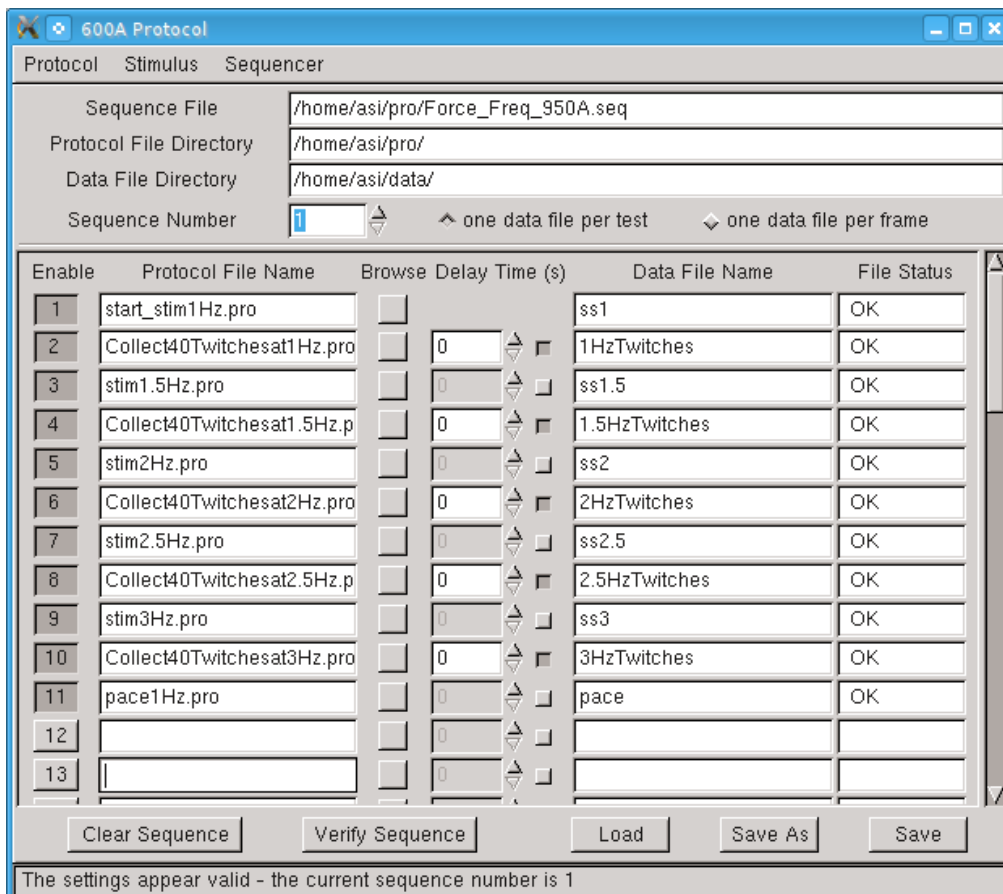 600A Protocol
Protocol Stimulus Sequencer
Sequence File /home/asi/pro/Force_Freq_950A.seq
Protocol File Directory /home/asi/pro/
Data File Directory /home/asi/data/
Sequence Number 1 one data file per test one data file per frame
Enable Protocol File Name Browse Delay Time (s) Data File Name File Status
1 start_stim1Hz.pro ss1 OK
2 Collect40Twitchesat1Hz.pro 0 1HzTwitches OK
3 stim1.5Hz.pro 0 ss1.5 OK
4 Collect40Twitchesat1.5Hz.p 0 1.5HzTwitches OK
5 stim2Hz.pro 0 ss2 OK
6 Collect40Twitchesat2Hz.pro 0 2HzTwitches OK
7 stim2.5Hz.pro 0 ss2.5 OK
8 Collect40Twitchesat2.5Hz.p 0 2.5HzTwitches OK
9 stim3Hz.pro 0 ss3 OK
10 Collect40Twitchesat3Hz.pro 0 3HzTwitches OK
11 pace1Hz.pro 0 pace OK
12 0
13 0
Clear Sequence Verify Sequence Load Save As Save
The settings appear valid - the current sequence number is 1